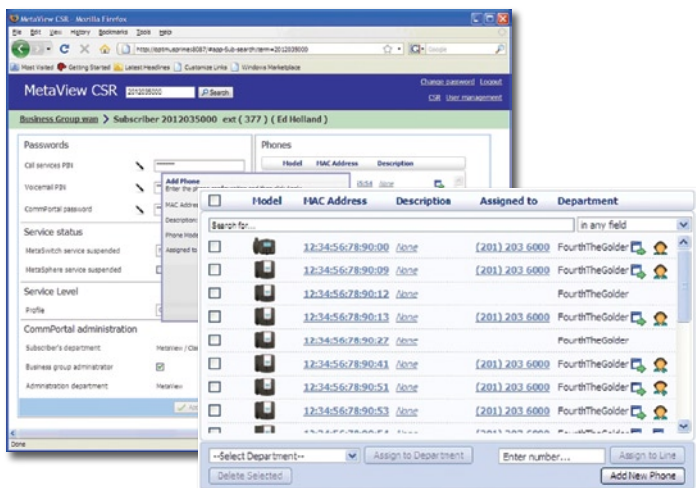 MetaView CSR - Mozilla Firefox
File Edit View History Bookmarks Tools Help
Google
Most Visited Getting Started Latest Headlines Customize Links Windows Marketplace
Change password Logout
MetaView CSR 2012035000 Search
CSR User management
Business Group man > Subscriber 2012035000 ext ( 377 ) ( Ed Holland )
Passwords
Call services PIN
Voicemail PIN
CommPortal password
Service status
MetaSwitch service suspended
MetaSphere service suspended
Service Level
Profile
CommPortal administration
Subscriber's department MetaView /
Business group administrator
Administration department MetaView
Done
Phones
Model MAC Address Description
None
Add Phone
MAC Address
Description
Phone Model
Assigned to
Model MAC Address Description Assigned to Department
Search for... in any field
12:34:56:78:90:00 None (201) 203 6000 FourthTheGolder
12:34:56:78:90:09 None (201) 203 6000 FourthTheGolder
12:34:56:78:90:12 None FourthTheGolder
12:34:56:78:90:13 None (201) 203 6000 FourthTheGolder
12:34:56:78:90:27 None FourthTheGolder
12:34:56:78:90:41 None (201) 203 6000 FourthTheGolder
12:34:56:78:90:51 None (201) 203 6000 FourthTheGolder
12:34:56:78:90:53 None (201) 203 6000 FourthTheGolder
--Select Department-- Assign to Department Enter number... Assign to Line
Delete Selected Add New Phone